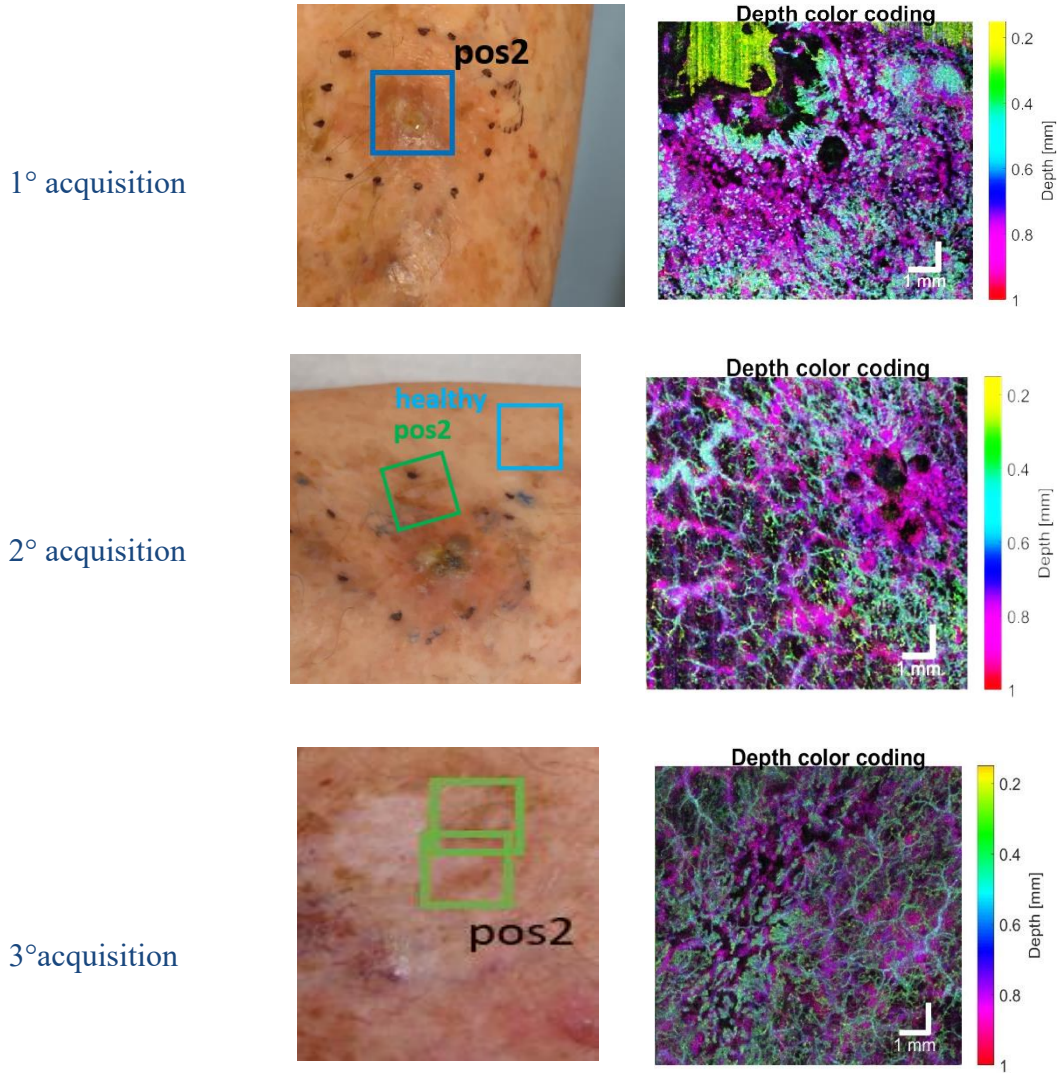 1° acquisition
pos2
Depth color coding
0.2
0.4
0.6
0.8
1
Depth [mm]
1 mm
2° acquisition
healthy
pos2
Depth color coding
0.2
0.4
0.6
0.8
1
Depth [mm]
1 mm
3°acquisition
pos2
Depth color coding
0.2
0.4
0.6
0.8
1
Depth [mm]
1 mm